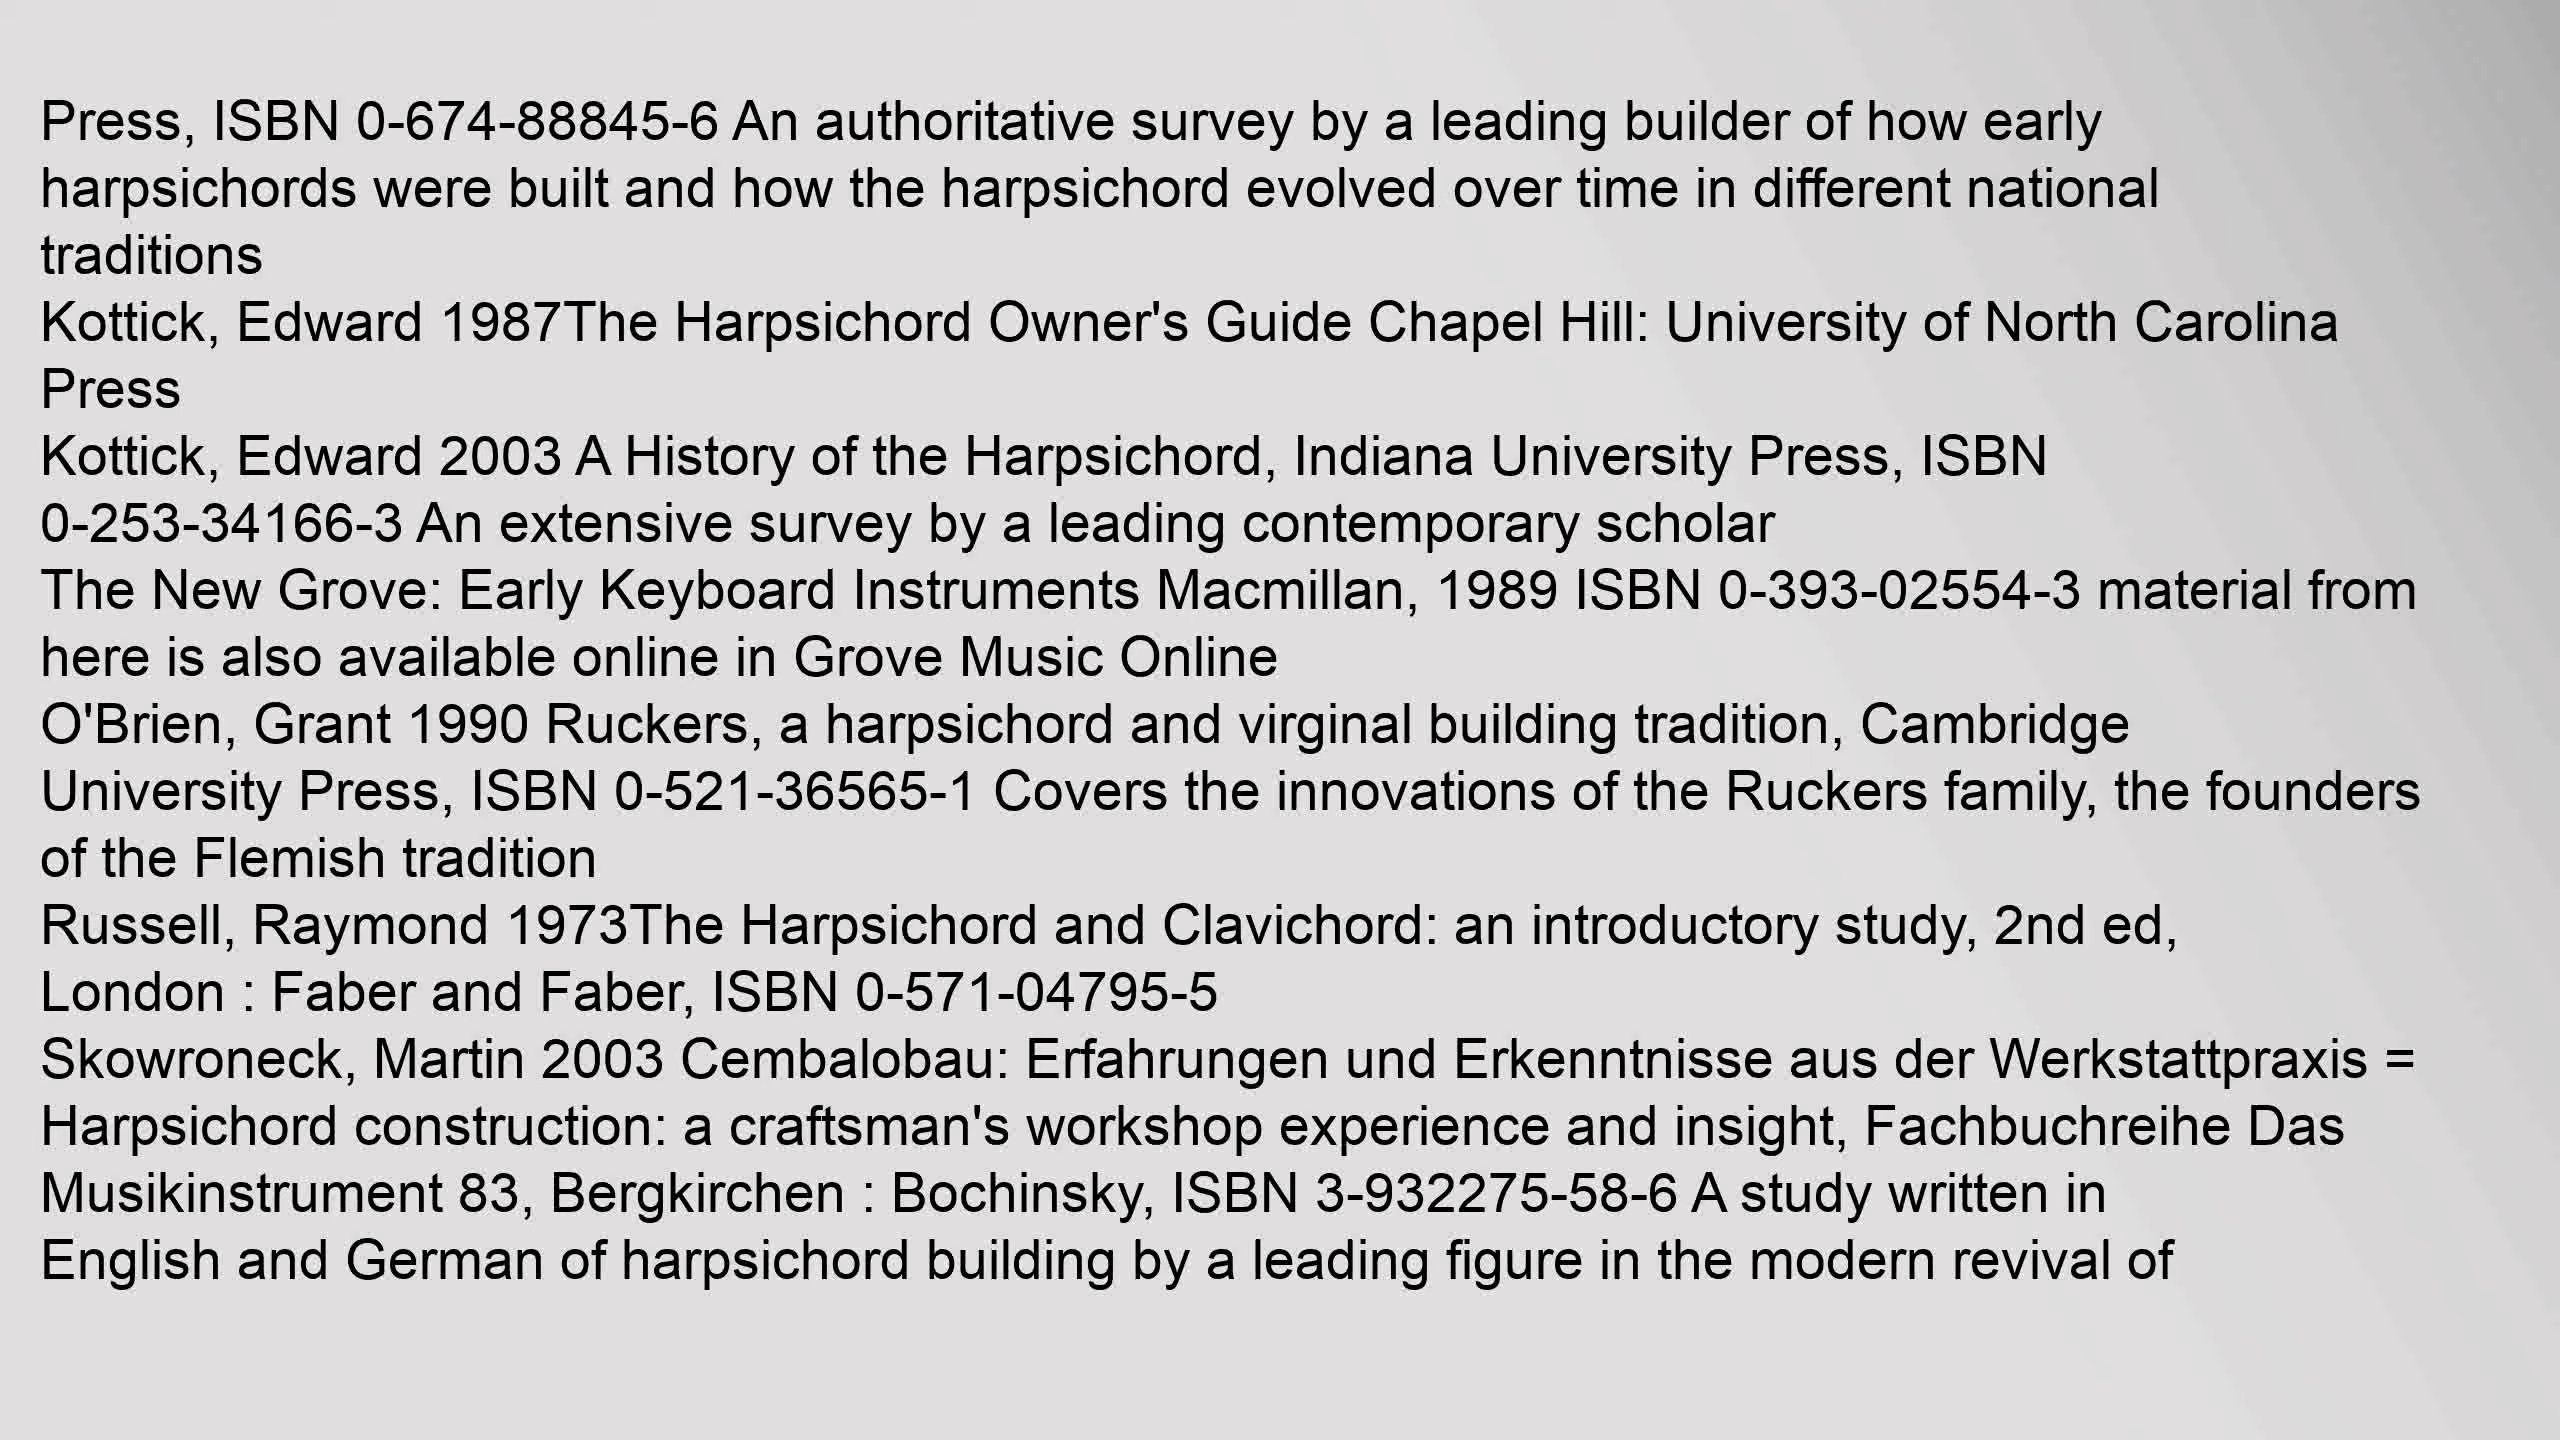 Press, ISBN 0-674-88845-6 An authoritative survey by a leading builder of how early
harpsichords were built and how the harpsichord evolved over time in different national
traditions
Kottick, Edward 1987The Harpsichord Owner's Guide Chapel Hill: University of North Carolina
Press
Kottick, Edward 2003 A History of the Harpsichord, Indiana University Press, ISBN
0-253-34166-3 An extensive survey by a leading contemporary scholar
The New Grove: Early Keyboard Instruments Macmillan, 1989 ISBN 0-393-02554-3 material from
here is also available online in Grove Music Online
O'Brien, Grant 1990 Ruckers, a harpsichord and virginal building tradition, Cambridge
University Press, ISBN 0-521-36565-1 Covers the innovations of the Ruckers family, the founders
of the Flemish tradition
Russell, Raymond 1973The Harpsichord and Clavichord: an introductory study, 2nd ed,
London : Faber and Faber, ISBN 0-571-04795-5
Skowroneck, Martin 2003 Cembalobau: Erfahrungen und Erkenntnisse aus der Werkstattpraxis =
Harpsichord construction: a craftsman's workshop experience and insight, Fachbuchreihe Das
Musikinstrument 83, Bergkirchen : Bochinsky, ISBN 3-932275-58-6 A study written in
English and German of harpsichord building by a leading figure in the modern revival of